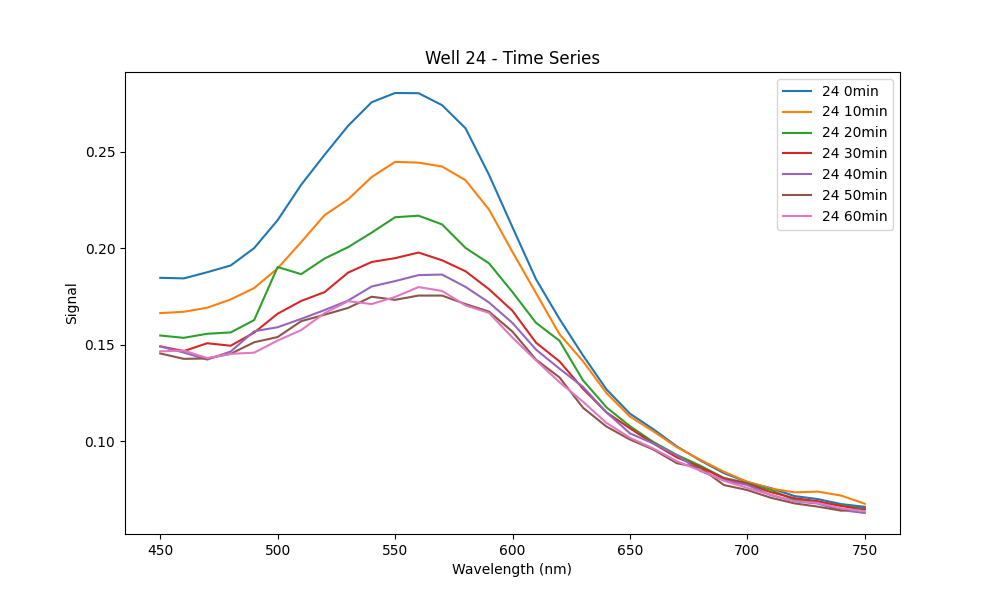 Well 24 - Time Series
24 0min
24 10min
24 20min
24 30min
24 40min
24 50min
24 60min
Signal
0.25
0.20
0.15
0.10
450 500 550 600 650 700 750
Wavelength (nm)